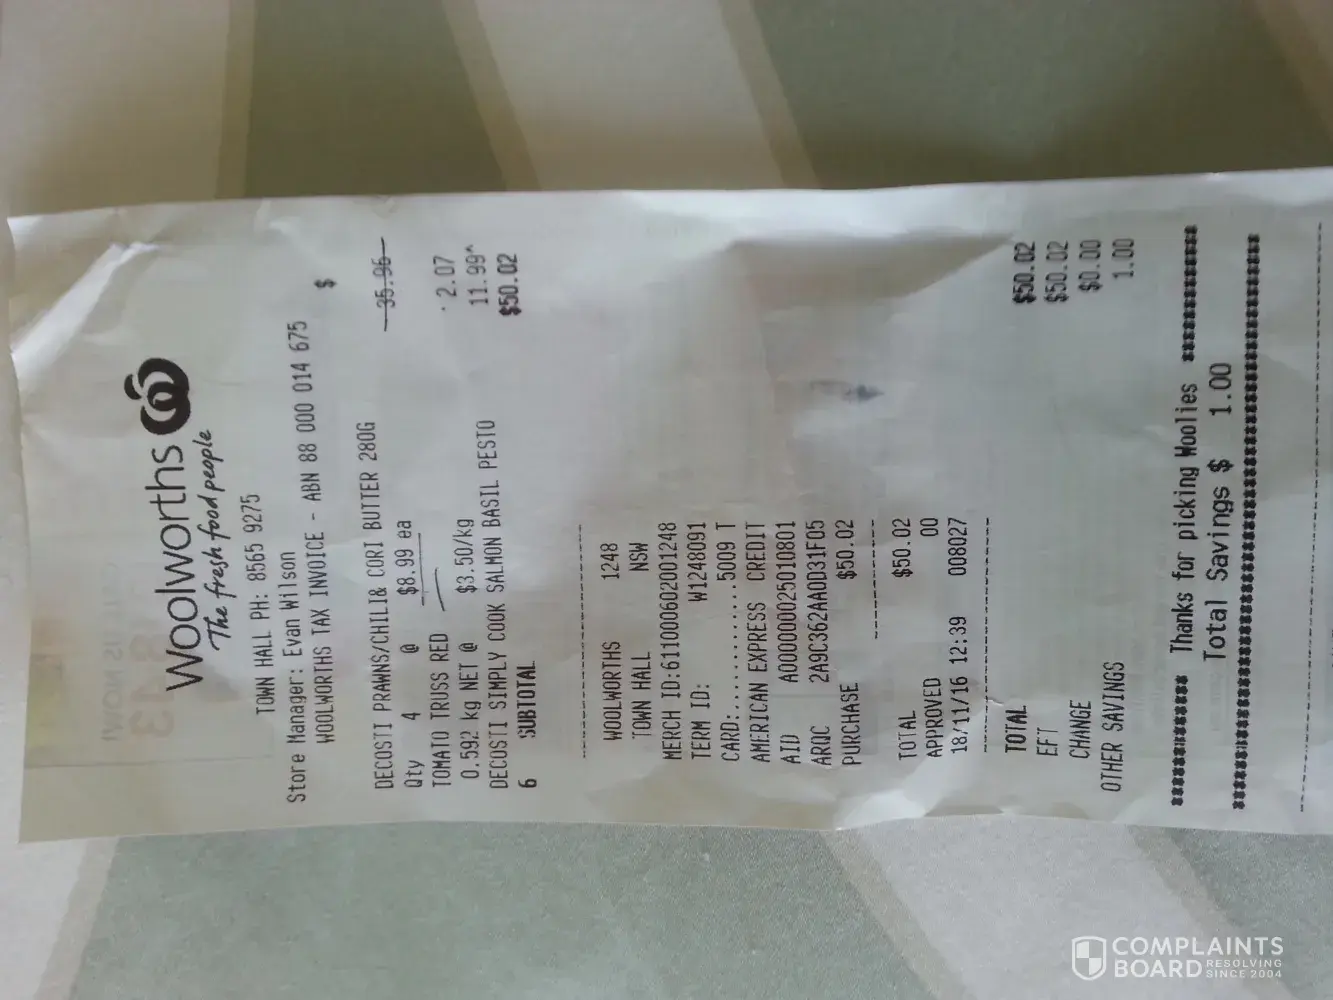 Woolworths
The fresh food people
TOWN HALL PH: 8565 9275
Store Manager: Evan Wilson
WOOLWORTHS TAX INVOICE - ABN 88 000 014 675
$
DECOSTI PRAWNS/CHILI& CORI BUTTER 280G
Qty 4 @ $8.99 ea 35.96
TOMATO TRUSS RED
0.592 kg NET @ $3.50/kg 2.07
DECOSTI SIMPLY COOK SALMON BASIL PESTO 11.99^
6 SUBTOTAL $50.02
WOOLWORTHS 1248
TOWN HALL NSW
MERCH ID:611000602001248
TERM ID: W1248091
CARD:............5009 T
AMERICAN EXPRESS CREDIT
AID A000000025010801
ARQC 2A9C362AA0D31F05
PURCHASE $50.02
TOTAL $50.02
APPROVED 00
18/11/16 12:39 008027
TOTAL $50.02
EFT $50.02
CHANGE $0.00
OTHER SAVINGS 1.00
Thanks for picking Woolies
Total Savings $ 1.00
COMPLAINTS
BOARD RESOLVING
SINCE 2004